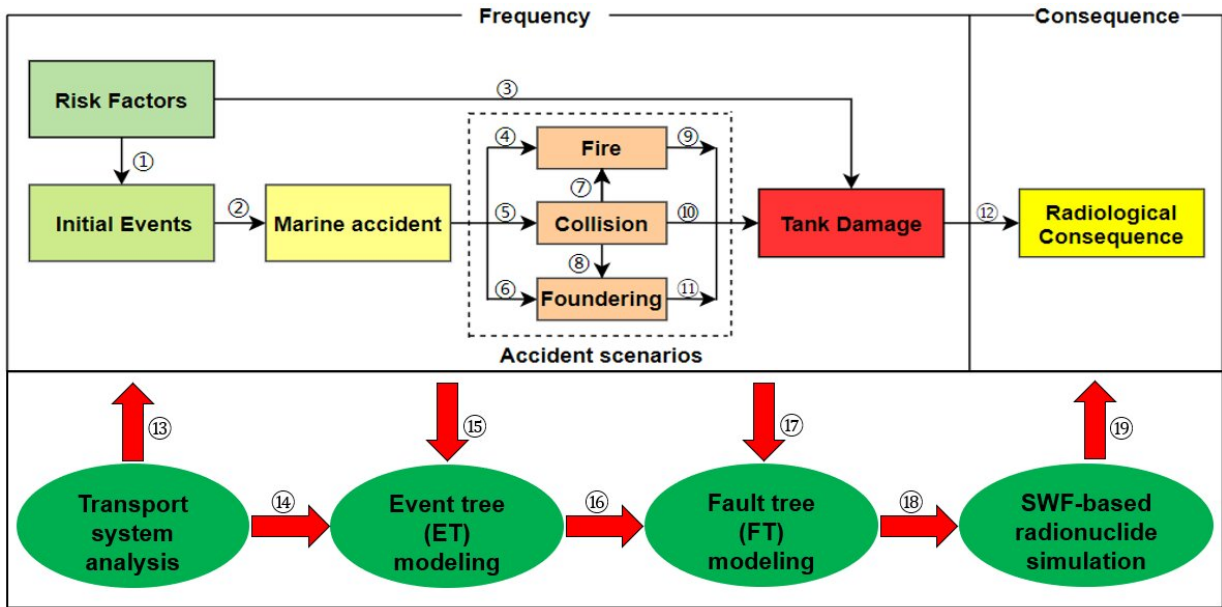 Frequency
Consequence
Risk Factors
③
①
④
Fire
⑨
⑦
Initial Events
②
Marine accident
⑤
Collision
⑩
Tank Damage
⑫
Radiological
Consequence
⑧
⑥
Foundering
⑪
Accident scenarios
⑬
⑮
⑰
⑲
Transport
system
analysis
⑭
Event tree
(ET)
modeling
⑯
Fault tree
(FT)
modeling
⑱
SWF-based
radionuclide
simulation